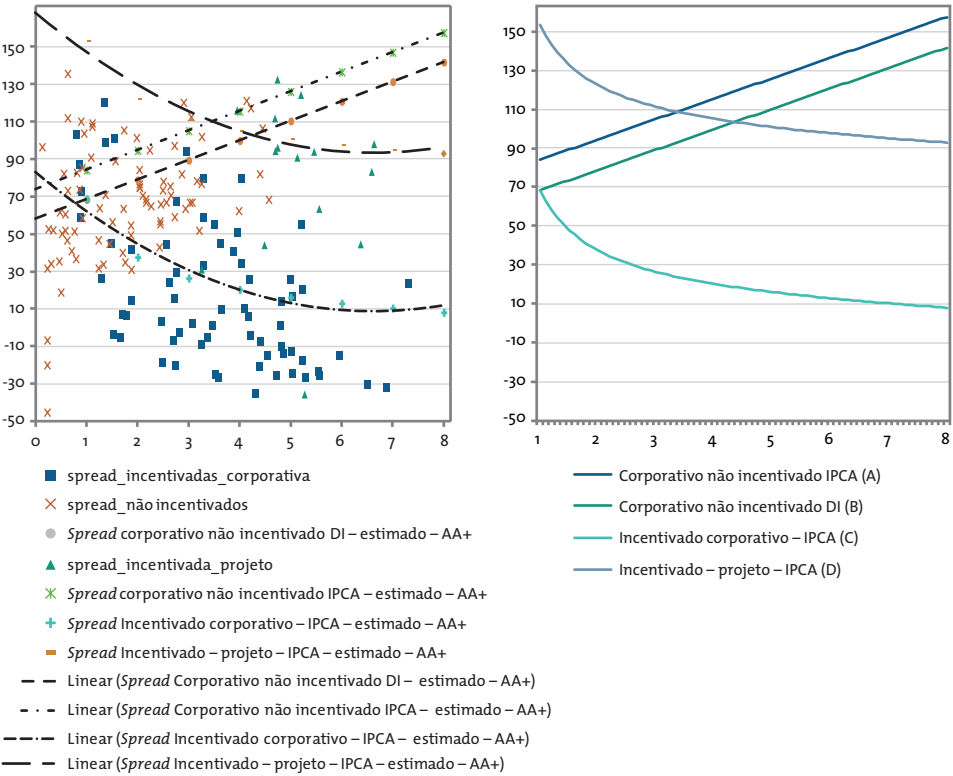 150
130
110
90
70
50
30
10
-10
-30
-50
0 1 2 3 4 5 6 7 8
spread_incentivadas_corporativa
spread_não incentivados
Spread corporativo não incentivado DI – estimado – AA+
spread_incentivada_projeto
Spread corporativo não incentivado IPCA – estimado – AA+
Spread Incentivado corporativo – IPCA – estimado – AA+
Spread Incentivado – projeto – IPCA – estimado – AA+
Linear (Spread Corporativo não incentivado DI – estimado – AA+)
Linear (Spread Corporativo não incentivado IPCA – estimado – AA+)
Linear (Spread Incentivado corporativo – IPCA – estimado – AA+)
Linear (Spread Incentivado – projeto – IPCA – estimado – AA+)
150
130
110
90
70
50
30
10
-10
-30
-50
1 2 3 4 5 6 7 8
Corporativo não incentivado IPCA (A)
Corporativo não incentivado DI (B)
Incentivado corporativo – IPCA (C)
Incentivado – projeto – IPCA (D)